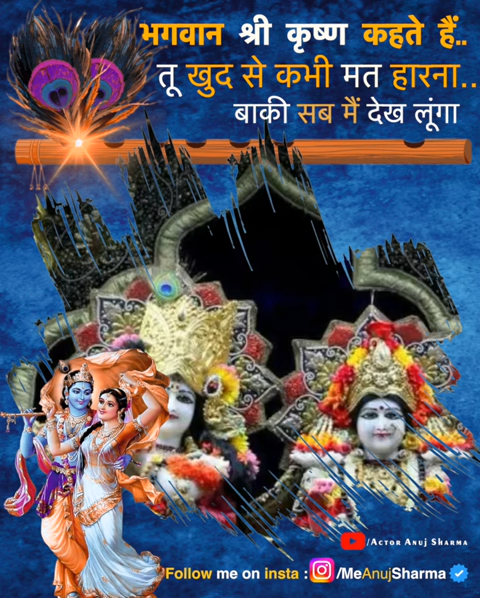 भगवान श्री कृष्ण कहते हैं..
तू खुद से कभी मत हारना..
बाकी सब मैं देख लूंगा
/Actor Anuj Sharma
Follow me on insta : /MeAnujSharma